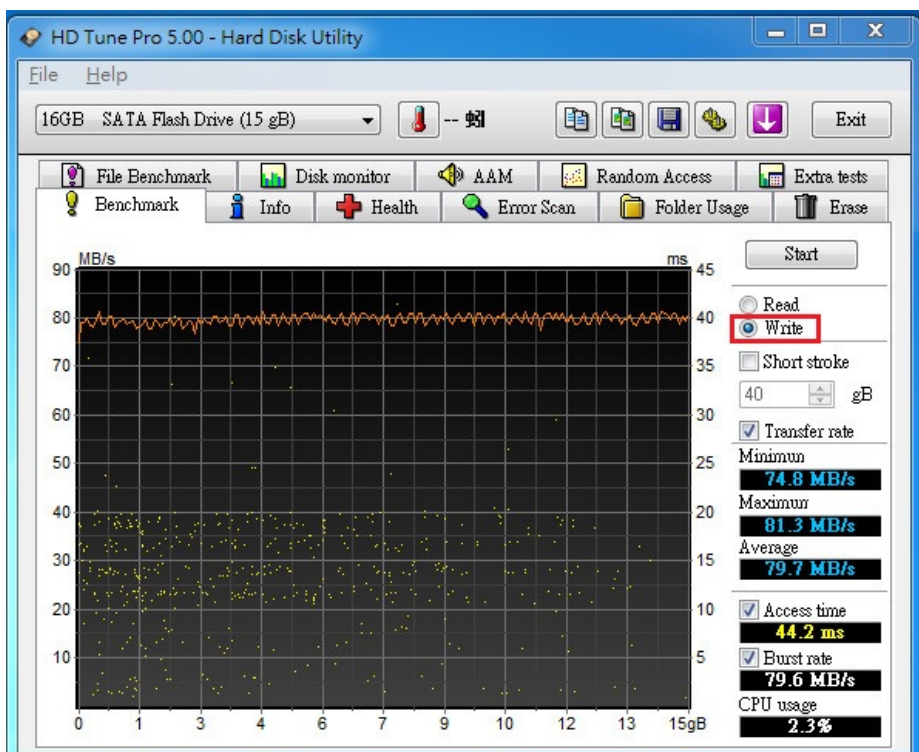 HD Tune Pro 5.00 - Hard Disk Utility
File Help
16GB SATA Flash Drive (15 gB)
-- 蚓
Exit
File Benchmark Disk monitor AAM Random Access Extra tests
Benchmark Info Health Error Scan Folder Usage Erase
MB/s ms
90 80 70 60 50 40 30 20 10
45 40 35 30 25 20 15 10 5
0 1 3 4 6 7 9 10 12 13 15gB
Start
Read
Write
Short stroke
40 gB
Transfer rate
Minimun
74.8 MB/s
Maximum
81.3 MB/s
Average
79.7 MB/s
Access time
44.2 ms
Burst rate
79.6 MB/s
CPU usage
2.3%